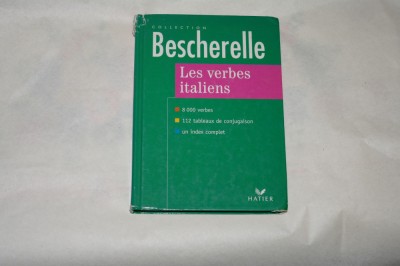 COLLECTION
Bescherelle
Les verbes
italiens
8 000 verbes
112 tableaux de conjugaison
un index complet
HATIER